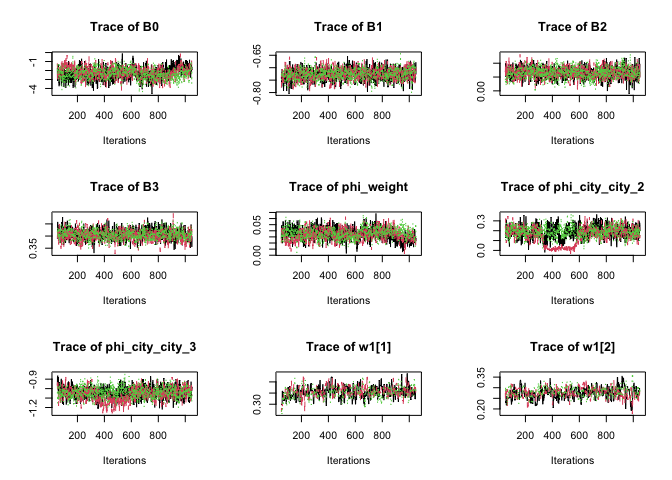 Trace of B0
Trace of B1
Trace of B2
-4 -1
-0.80 -0.65
0.00
200 400 600 800
200 400 600 800
200 400 600 800
Iterations
Iterations
Iterations
Trace of B3
Trace of phi_weight
Trace of phi_city_city_2
0.35
0.00 0.05
0.0 0.3
200 400 600 800
200 400 600 800
200 400 600 800
Iterations
Iterations
Iterations
Trace of phi_city_city_3
Trace of w1[1]
Trace of w1[2]
-1.2 -0.9
0.30
0.20 0.35
200 400 600 800
200 400 600 800
200 400 600 800
Iterations
Iterations
Iterations